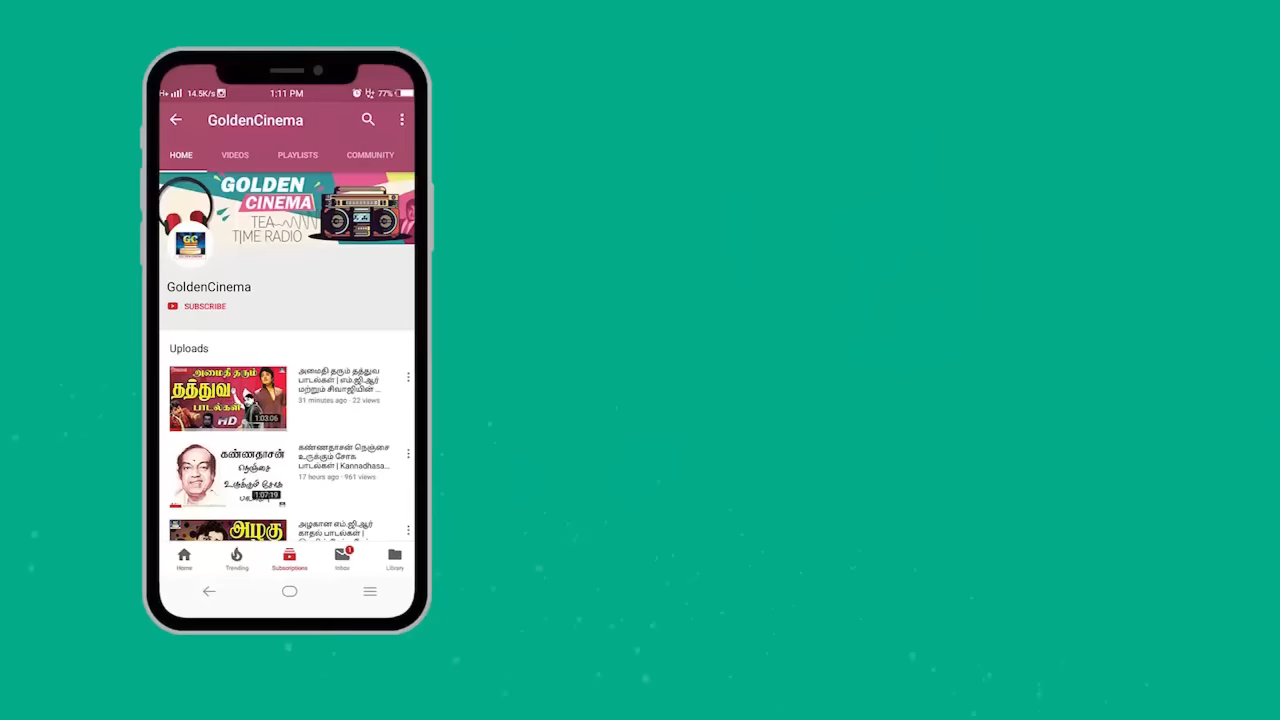 H+ 14.5K/s 1:11 PM 77%
GoldenCinema
HOME VIDEOS PLAYLISTS COMMUNITY
GOLDEN
CINEMA
TEA
TIME RADIO
GC
GoldenCinema
SUBSCRIBE
Uploads
அமைதி தரும்
தத்துவ
பாடல்கள்
HD
1:03:06
அமைதி தரும் தத்துவ
பாடல்கள் | எம்.ஜி.ஆர்
மற்றும் சிவாஜியின் ...
31 minutes ago · 22 views
கண்ணதாசன்
நெஞ்சை
உருக்கும் சோக
1:07:19
கண்ணதாசன் நெஞ்சை
உருக்கும் சோக
பாடல்கள் | Kannadhasa...
17 hours ago · 961 views
அழகு
அழகான எம்.ஜி.ஆர்
காதல் பாடல்கள் |
Home Trending Subscriptions Inbox 1 Library